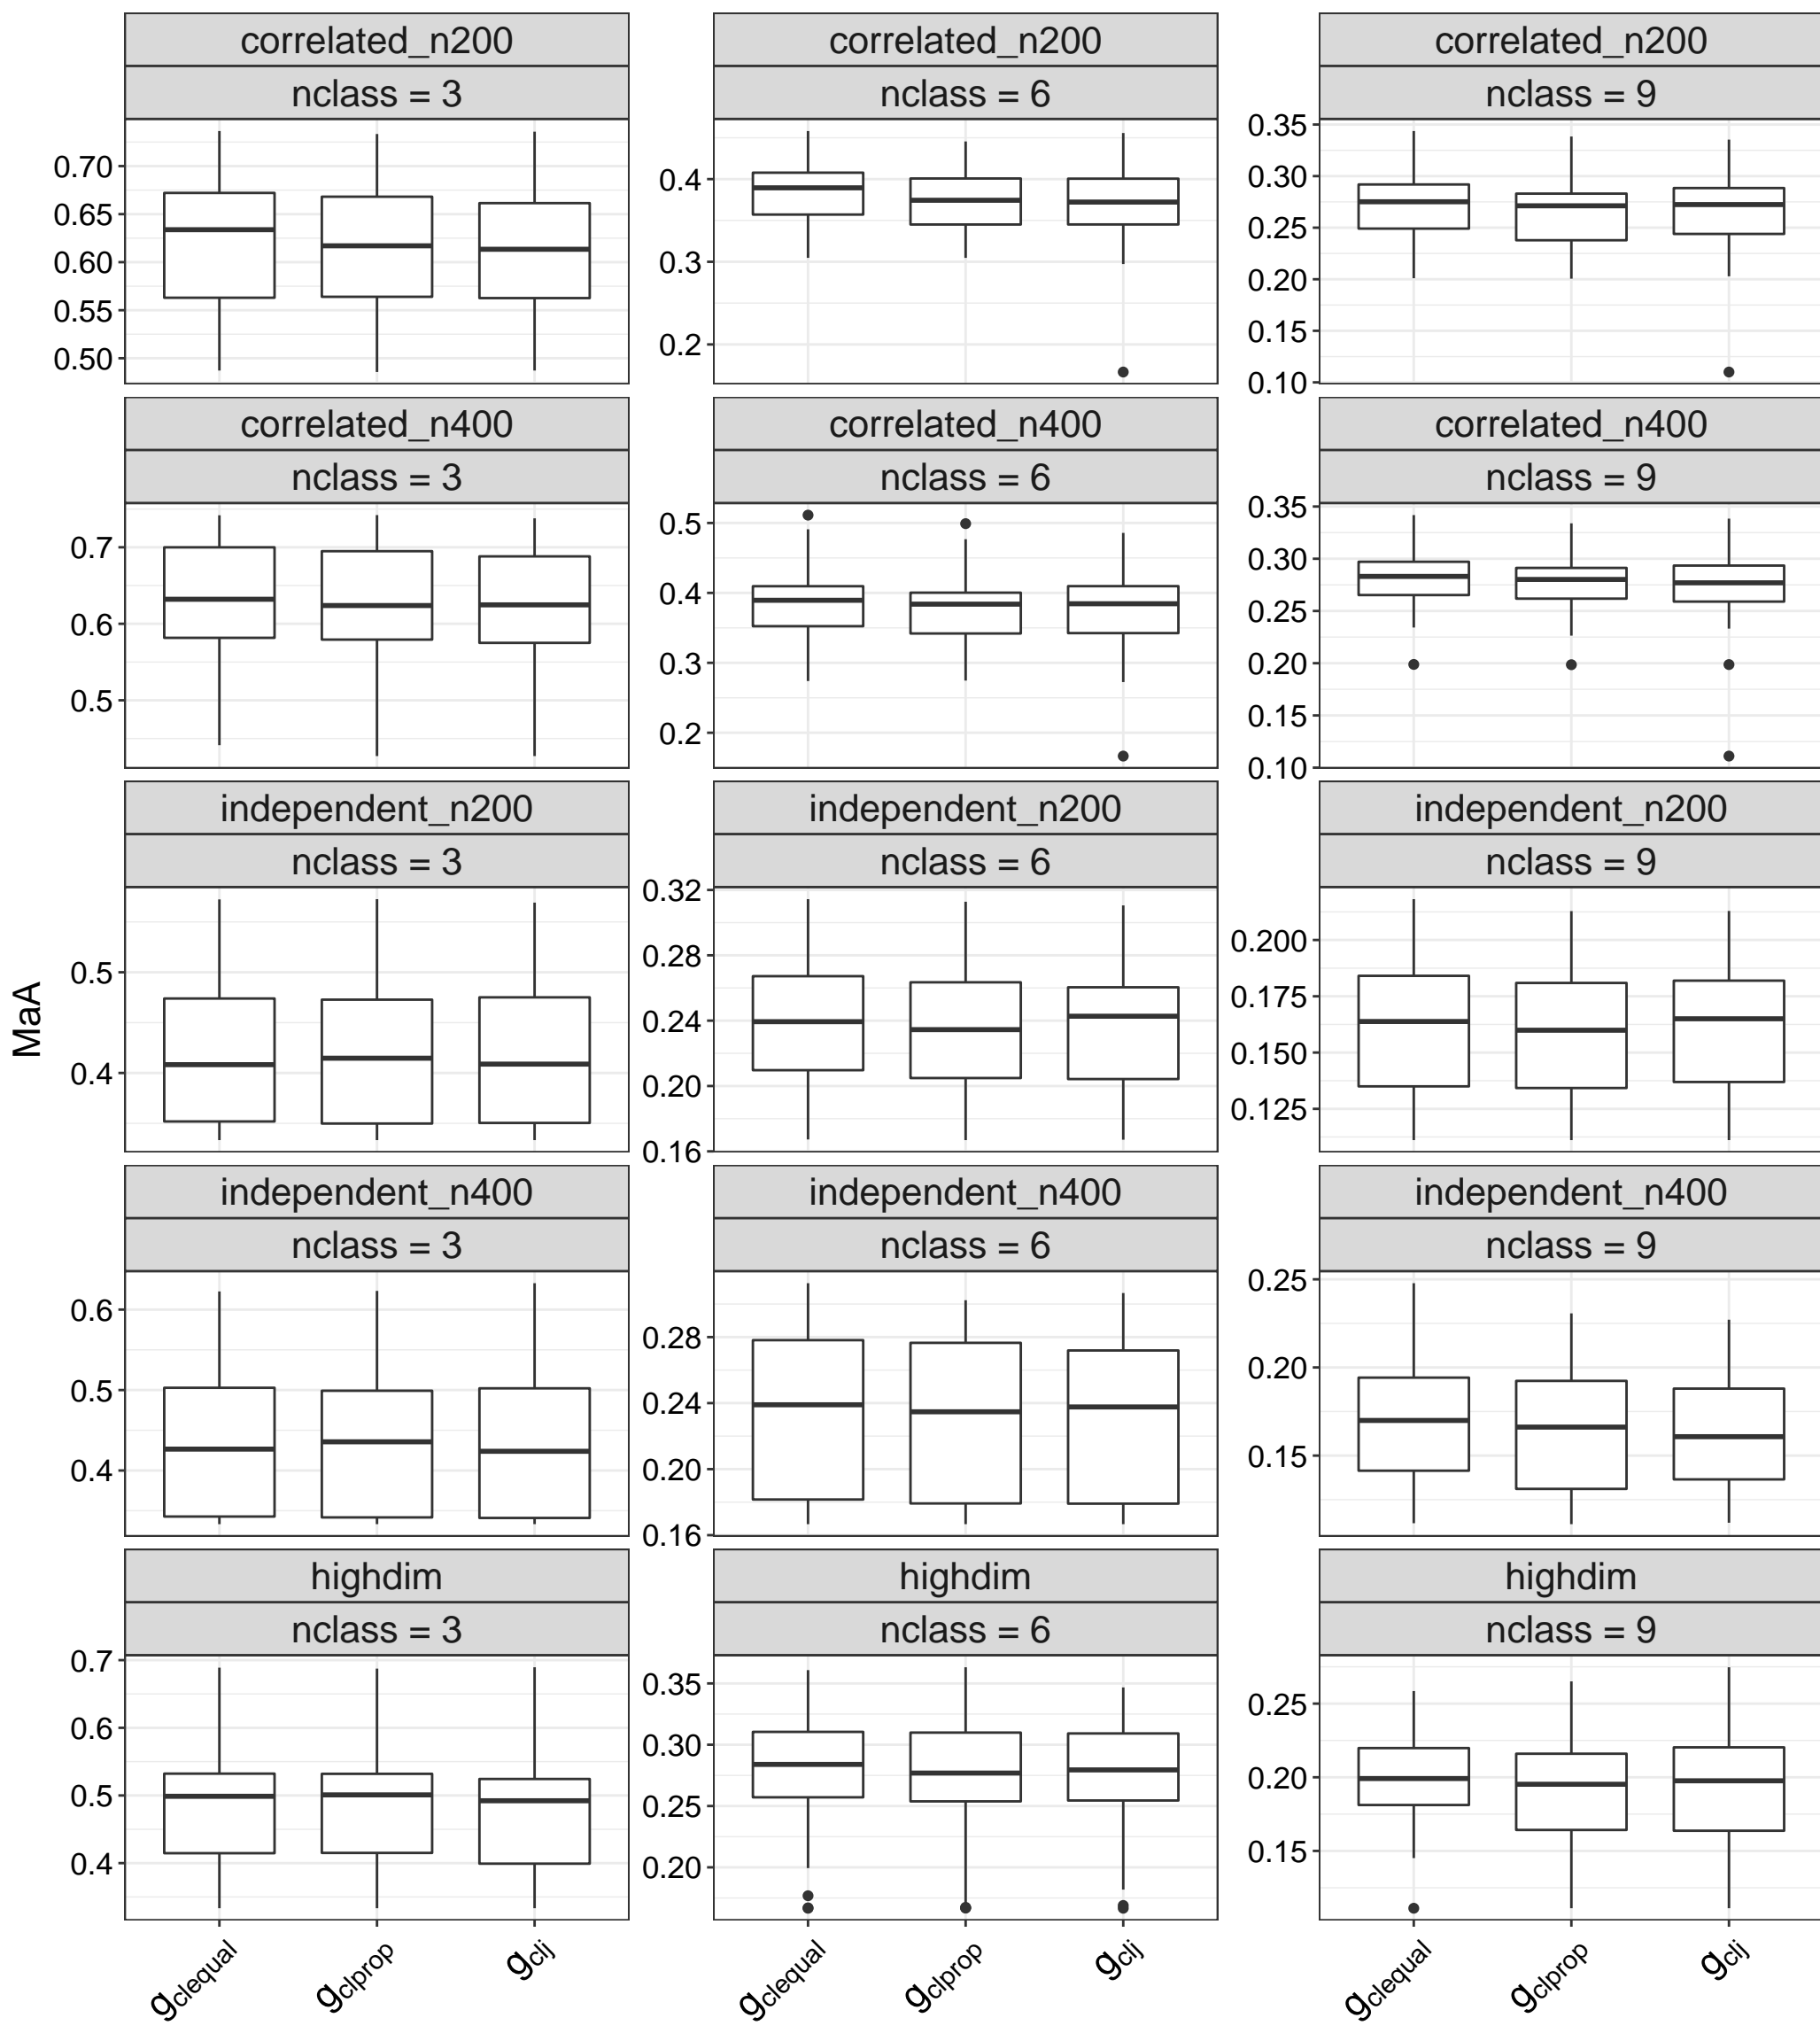 correlated_n200
correlated_n200
correlated_n200
nclass = 3
nclass = 6
nclass = 9
0.70
0.65
0.60
0.55
0.50
0.4
0.3
0.2
0.35
0.30
0.25
0.20
0.15
0.10
correlated_n400
correlated_n400
correlated_n400
nclass = 3
nclass = 6
nclass = 9
0.7
0.6
0.5
0.5
0.4
0.3
0.2
0.35
0.30
0.25
0.20
0.15
0.10
independent_n200
independent_n200
independent_n200
nclass = 3
nclass = 6
nclass = 9
MaA
0.5
0.4
0.32
0.28
0.24
0.20
0.16
0.200
0.175
0.150
0.125
independent_n400
independent_n400
independent_n400
nclass = 3
nclass = 6
nclass = 9
0.6
0.5
0.4
0.28
0.24
0.20
0.16
0.25
0.20
0.15
highdim
highdim
highdim
nclass = 3
nclass = 6
nclass = 9
0.7
0.6
0.5
0.4
0.35
0.30
0.25
0.20
0.25
0.20
0.15
gclequal
gclprop
gclj
gclequal
gclprop
gclj
gclequal
gclprop
gclj